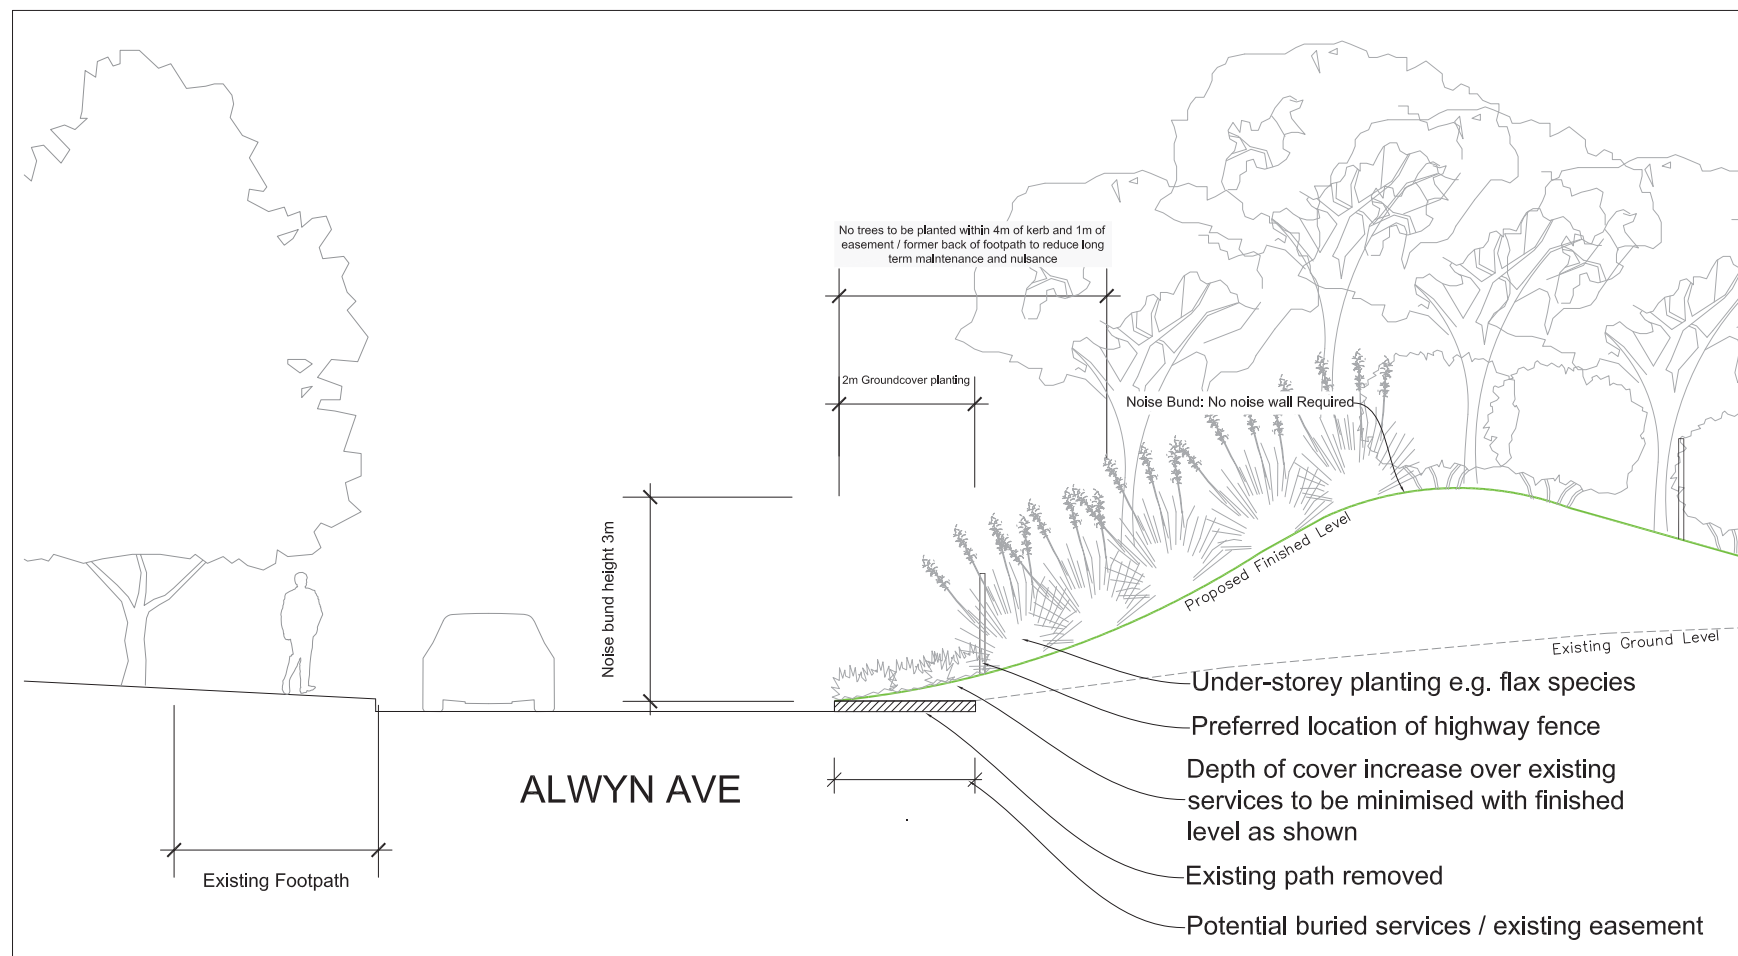 No trees to be planted within 4m of kerb and 1m of
easement / former back of footpath to reduce long
term maintenance and nuisance
2m Groundcover planting
Noise Bund: No noise wall Required
Noise bund height 3m
Proposed Finished Level
Existing Ground Level
Under-storey planting e.g. flax species
Preferred location of highway fence
Depth of cover increase over existing
services to be minimised with finished
level as shown
ALWYN AVE
Existing Footpath
Existing path removed
Potential buried services / existing easement